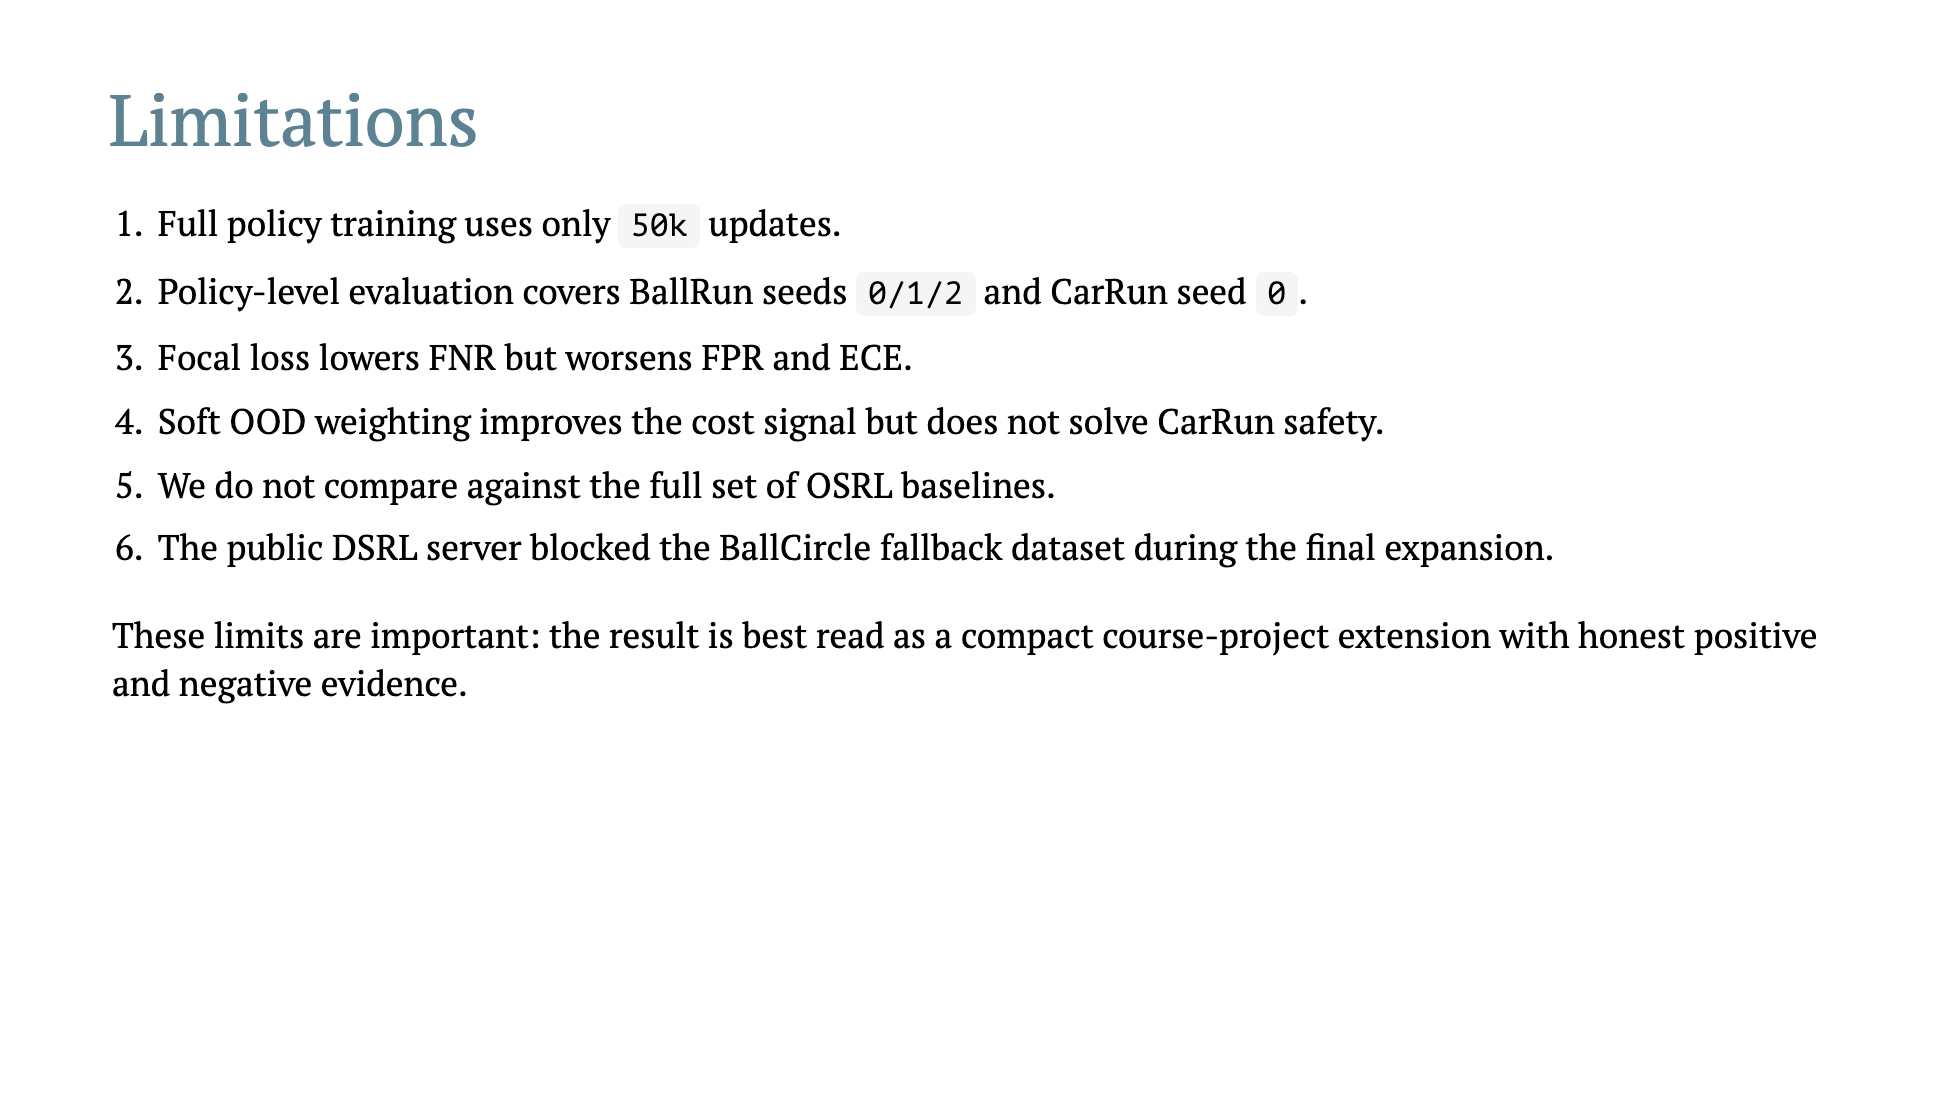 Limitations
1. Full policy training uses only 50k updates.
2. Policy-level evaluation covers BallRun seeds 0/1/2 and CarRun seed 0.
3. Focal loss lowers FNR but worsens FPR and ECE.
4. Soft OOD weighting improves the cost signal but does not solve CarRun safety.
5. We do not compare against the full set of OSRL baselines.
6. The public DSRL server blocked the BallCircle fallback dataset during the final expansion.
These limits are important: the result is best read as a compact course-project extension with honest positive
and negative evidence.